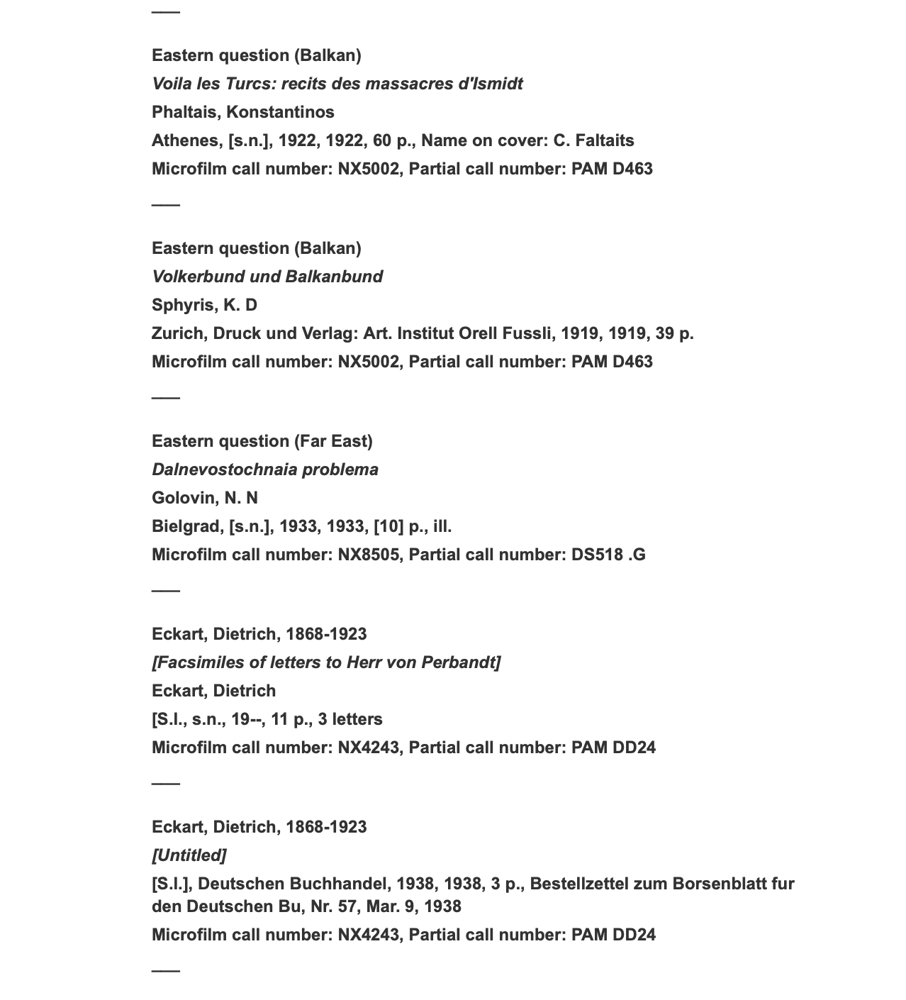 ___
Eastern question (Balkan)
Voila les Turcs: recits des massacres d'Ismidt
Phaltais, Konstantinos
Athenes, [s.n.], 1922, 1922, 60 p., Name on cover: C. Faltaits
Microfilm call number: NX5002, Partial call number: PAM D463
___
Eastern question (Balkan)
Volkerbund und Balkanbund
Sphyris, K. D
Zurich, Druck und Verlag: Art. Institut Orell Fussli, 1919, 1919, 39 p.
Microfilm call number: NX5002, Partial call number: PAM D463
___
Eastern question (Far East)
Dalnevostochnaia problema
Golovin, N. N
Bielgrad, [s.n.], 1933, 1933, [10] p., ill.
Microfilm call number: NX8505, Partial call number: DS518 .G
___
Eckart, Dietrich, 1868-1923
[Facsimiles of letters to Herr von Perbandt]
Eckart, Dietrich
[S.l., s.n., 19--, 11 p., 3 letters
Microfilm call number: NX4243, Partial call number: PAM DD24
___
Eckart, Dietrich, 1868-1923
[Untitled]
[S.l.], Deutschen Buchhandel, 1938, 1938, 3 p., Bestellzettel zum Borsenblatt fur
den Deutschen Bu, Nr. 57, Mar. 9, 1938
Microfilm call number: NX4243, Partial call number: PAM DD24
___